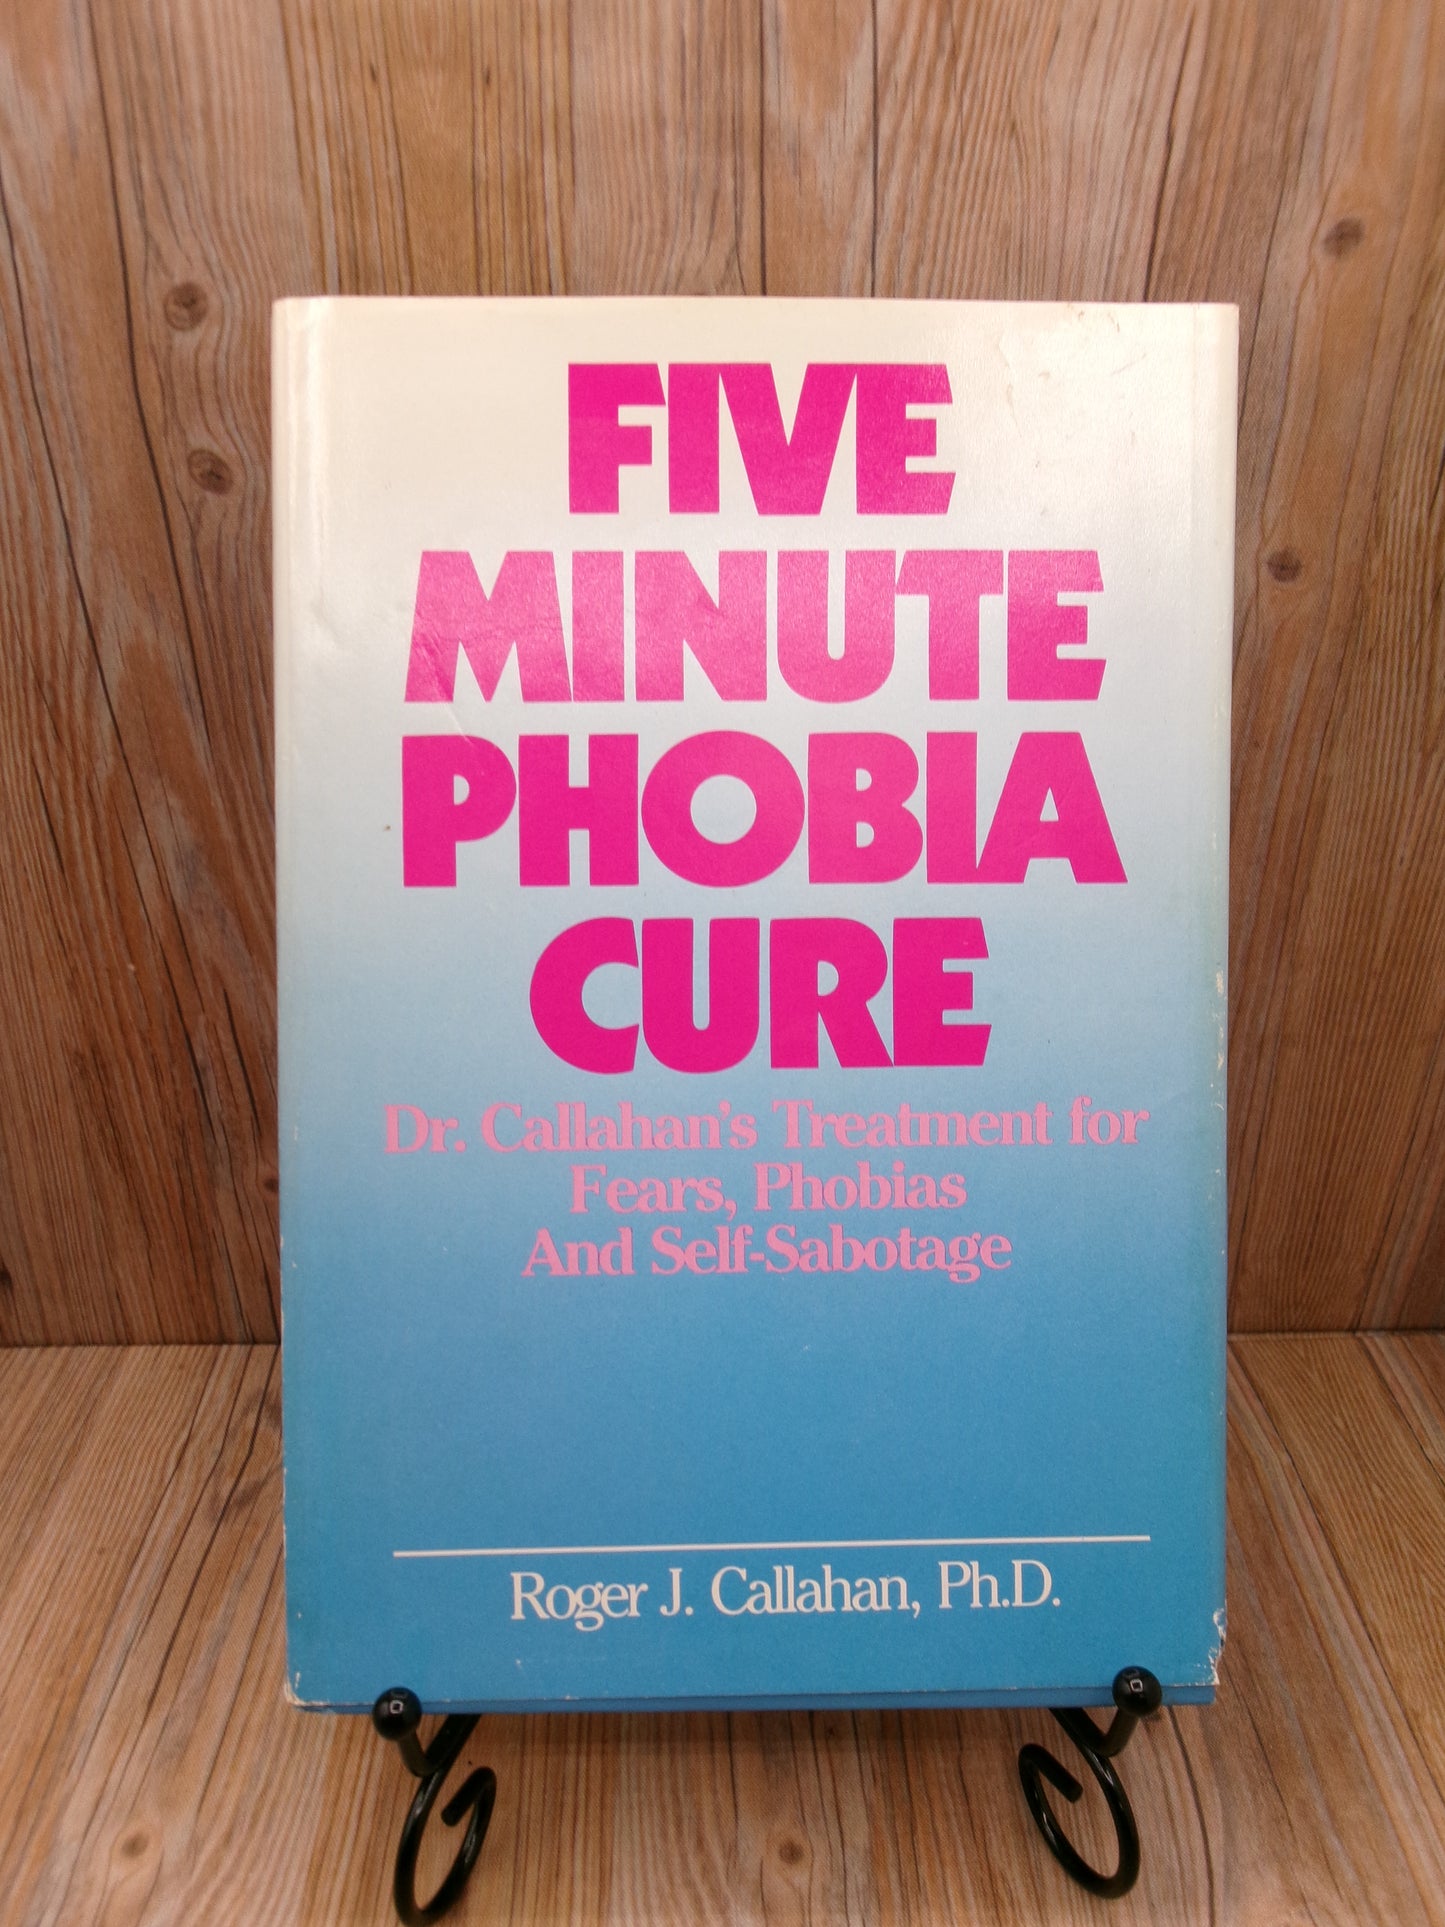 FIVE
MINUTE
PHOBIA
CURE
Dr. Callahan's Treatment for
Fears, Phobias
And Self-Sabotage
Roger J. Callahan, Ph.D.